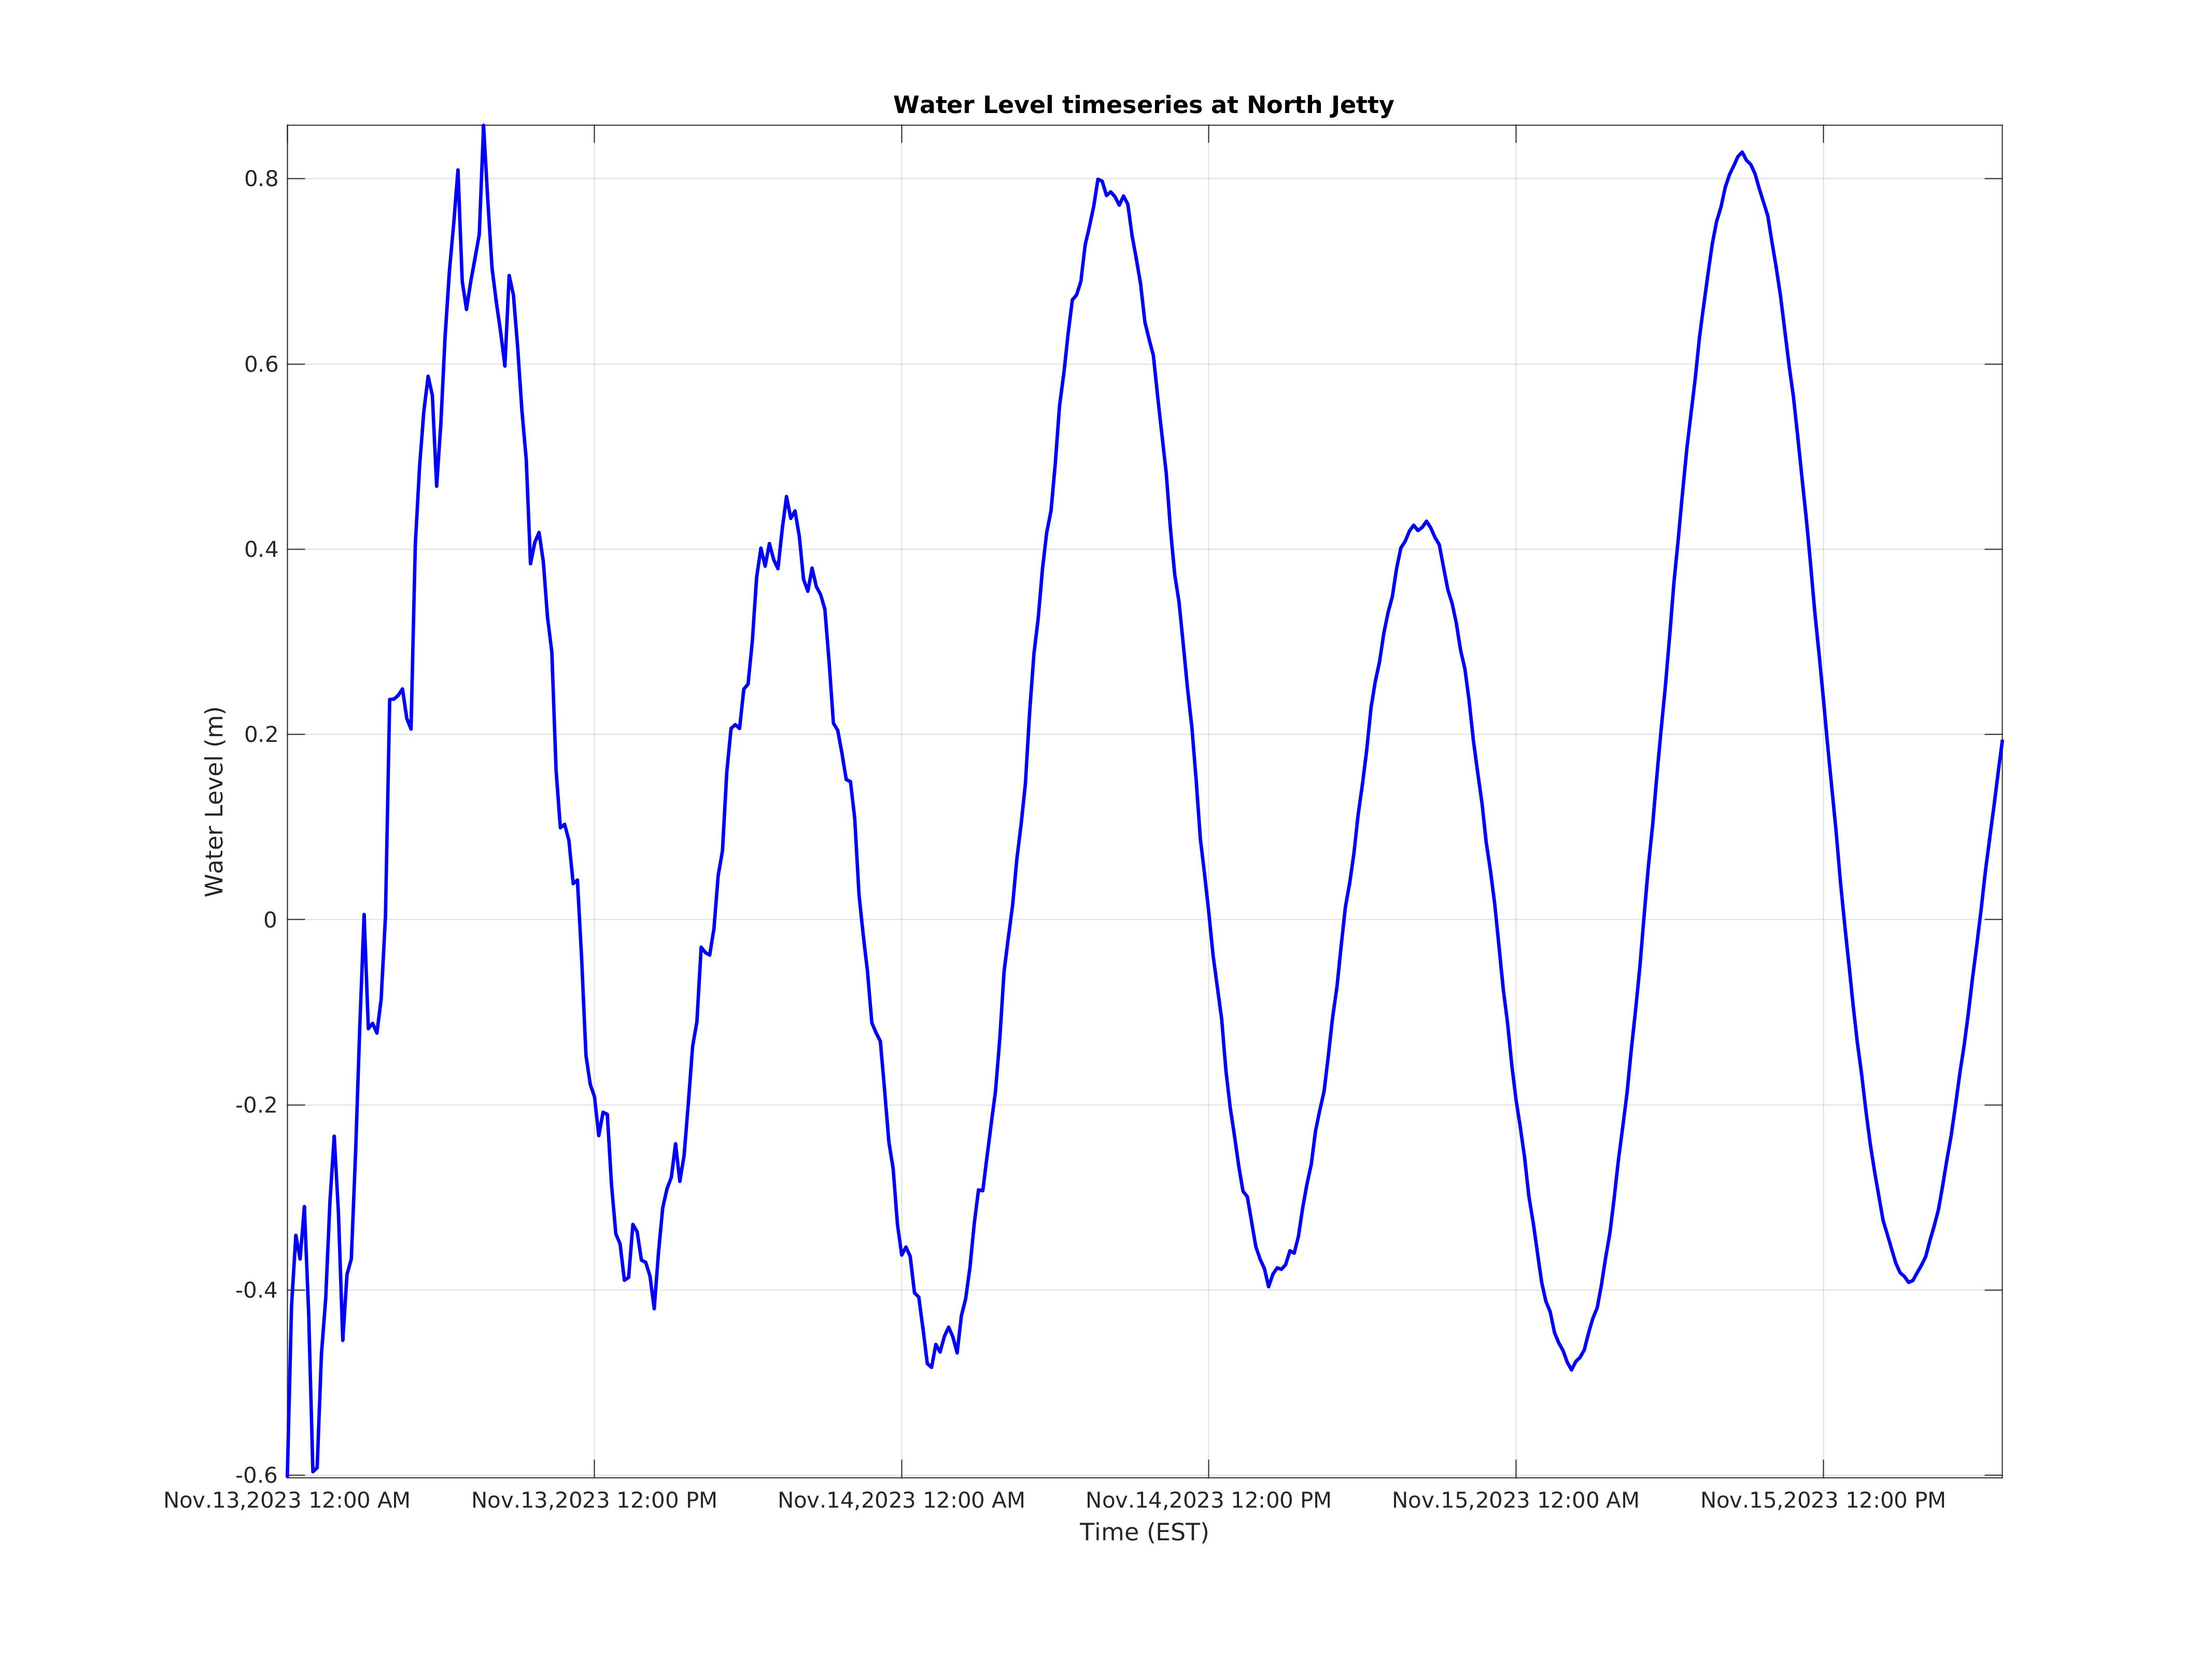 Water Level timeseries at North Jetty
0.8
0.6
0.4
0.2
0
-0.2
-0.4
-0.6
Water Level (m)
Nov.13,2023 12:00 AM Nov.13,2023 12:00 PM Nov.14,2023 12:00 AM Nov.14,2023 12:00 PM Nov.15,2023 12:00 AM Nov.15,2023 12:00 PM
Time (EST)